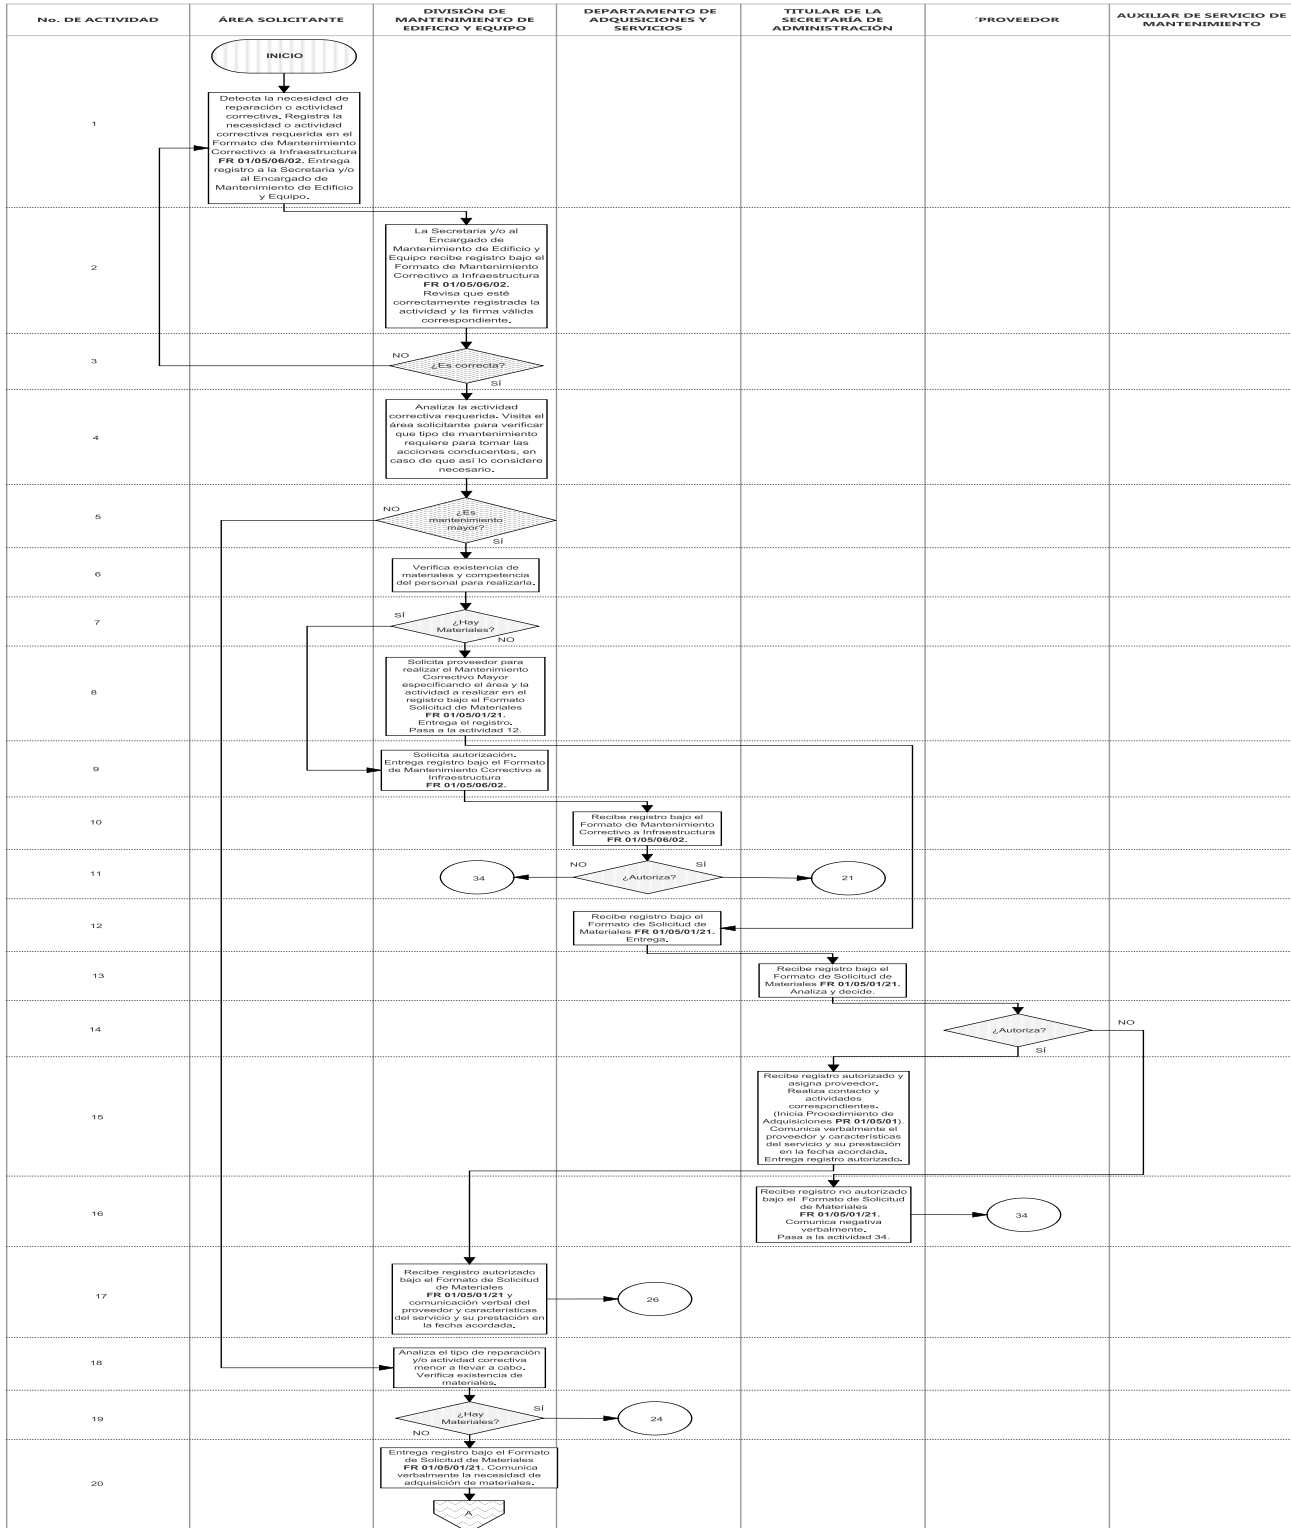 No. DE ACTIVIDAD
ÁREA SOLICITANTE
DIVISIÓN DE
MANTENIMIENTO DE
EDIFICIO Y EQUIPO
DEPARTAMENTO DE
ADQUISICIONES Y
SERVICIOS
TITULAR DE LA
SECRETARÍA DE
ADMINISTRACIÓN
´PROVEEDOR
AUXILIAR DE SERVICIO DE
MANTENIMIENTO
INICIO
1
Detecta la necesidad de
reparación o actividad
correctiva. Registra la
necesidad o actividad
correctiva requerida en el
Formato de Mantenimiento
Correctivo a Infraestructura
FR 01/05/06/02. Entrega
registro a la Secretaria y/o
al Encargado de
Mantenimiento de Edificio
y Equipo.
2
La Secretaria y/o al
Encargado de
Mantenimiento de Edificio y
Equipo recibe registro bajo el
Formato de Mantenimiento
Correctivo a Infraestructura
FR 01/05/06/02.
Revisa que esté
correctamente registrada la
actividad y la firma válida
correspondiente.
3
NO
¿Es correcta?
SÍ
4
Analiza la actividad
correctiva requerida. Visita el
área solicitante para verificar
que tipo de mantenimiento
requiere para tomar las
acciones conducentes, en
caso de que así lo considere
necesario.
5
NO
¿Es
mantenimiento
mayor?
SÍ
6
Verifica existencia de
materiales y competencia
del personal para realizarla.
7
SÍ
¿Hay
Materiales?
NO
8
Solicita proveedor para
realizar el Mantenimiento
Correctivo Mayor
especificando el área y la
actividad a realizar en el
registro bajo el Formato
Solicitud de Materiales
FR 01/05/01/21.
Entrega el registro.
Pasa a la actividad 12.
9
Solicita autorización.
Entrega registro bajo el Formato
de Mantenimiento Correctivo a
Infraestructura
FR 01/05/06/02.
10
Recibe registro bajo el
Formato de Mantenimiento
Correctivo a Infraestructura
FR 01/05/06/02.
11
34
NO
¿Autoriza?
SÍ
21
12
Recibe registro bajo el
Formato de Solicitud de
Materiales FR 01/05/01/21.
Entrega.
13
Recibe registro bajo el
Formato de Solicitud de
Materiales FR 01/05/01/21.
Analiza y decide.
14
¿Autoriza?
NO
SÍ
15
Recibe registro autorizado y
asigna proveedor.
Realiza contacto y
actividades
correspondientes.
(Inicia Procedimiento de
Adquisiciones PR 01/05/01).
Comunica verbalmente el
proveedor y características
del servicio y su prestación
en la fecha acordada.
Entrega registro autorizado.
16
Recibe registro no autorizado
bajo el Formato de Solicitud
de Materiales
FR 01/05/01/21.
Comunica negativa
verbalmente.
Pasa a la actividad 34.
34
17
Recibe registro autorizado
bajo el Formato de Solicitud
de Materiales
FR 01/05/01/21 y
comunicación verbal del
proveedor y características
del servicio y su prestación en
la fecha acordada.
26
18
Analiza el tipo de reparación
y/o actividad correctiva
menor a llevar a cabo.
Verifica existencia de
materiales.
19
¿Hay
Materiales?
SÍ
24
NO
20
Entrega registro bajo el Formato
de Solicitud de Materiales
FR 01/05/01/21. Comunica
verbalmente la necesidad de
adquisición de materiales.
A